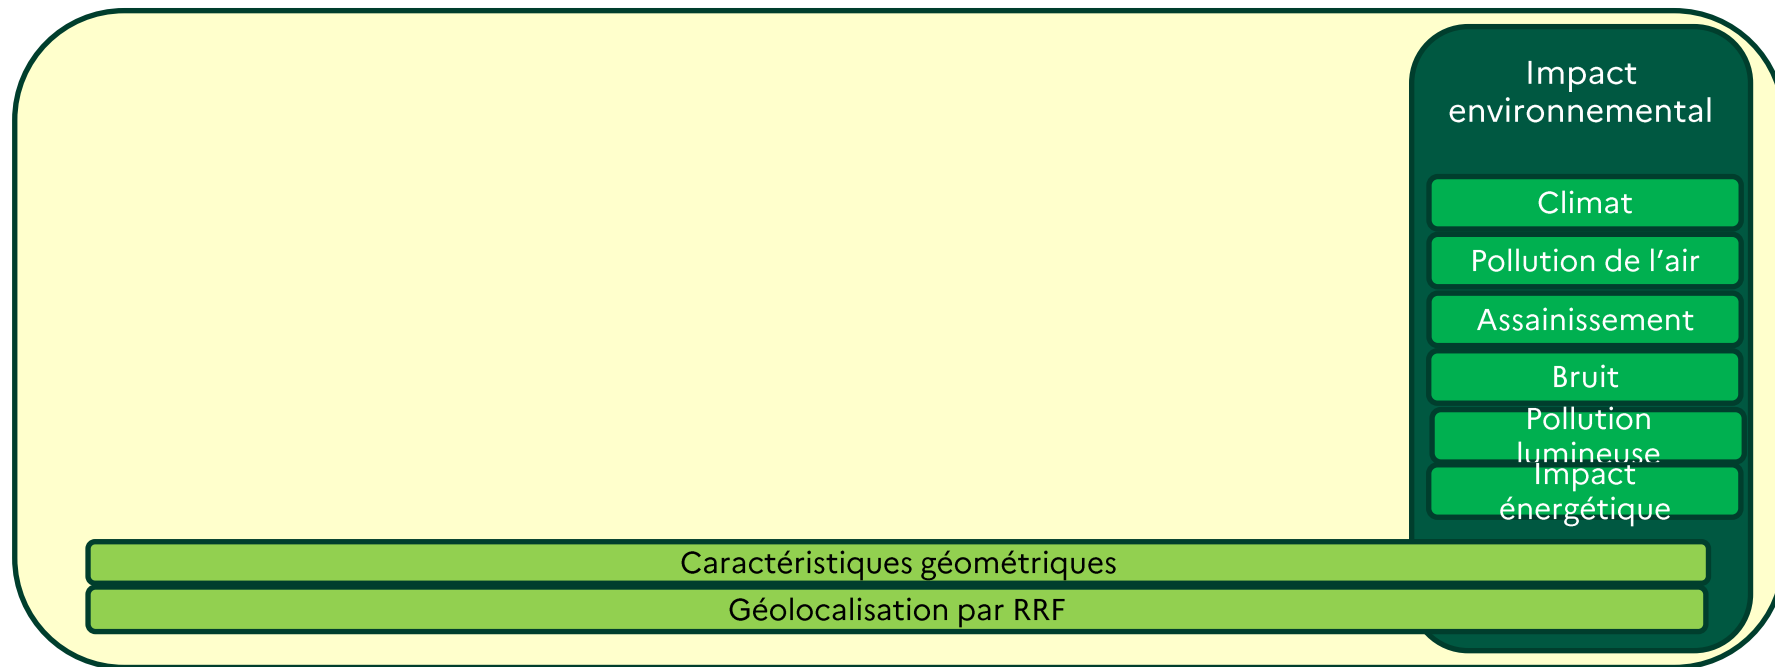 Impact
environnemental
Climat
Pollution de l’air
Assainissement
Bruit
Pollution
lumineuse
Impact
énergétique
Caractéristiques géométriques
Géolocalisation par RRF